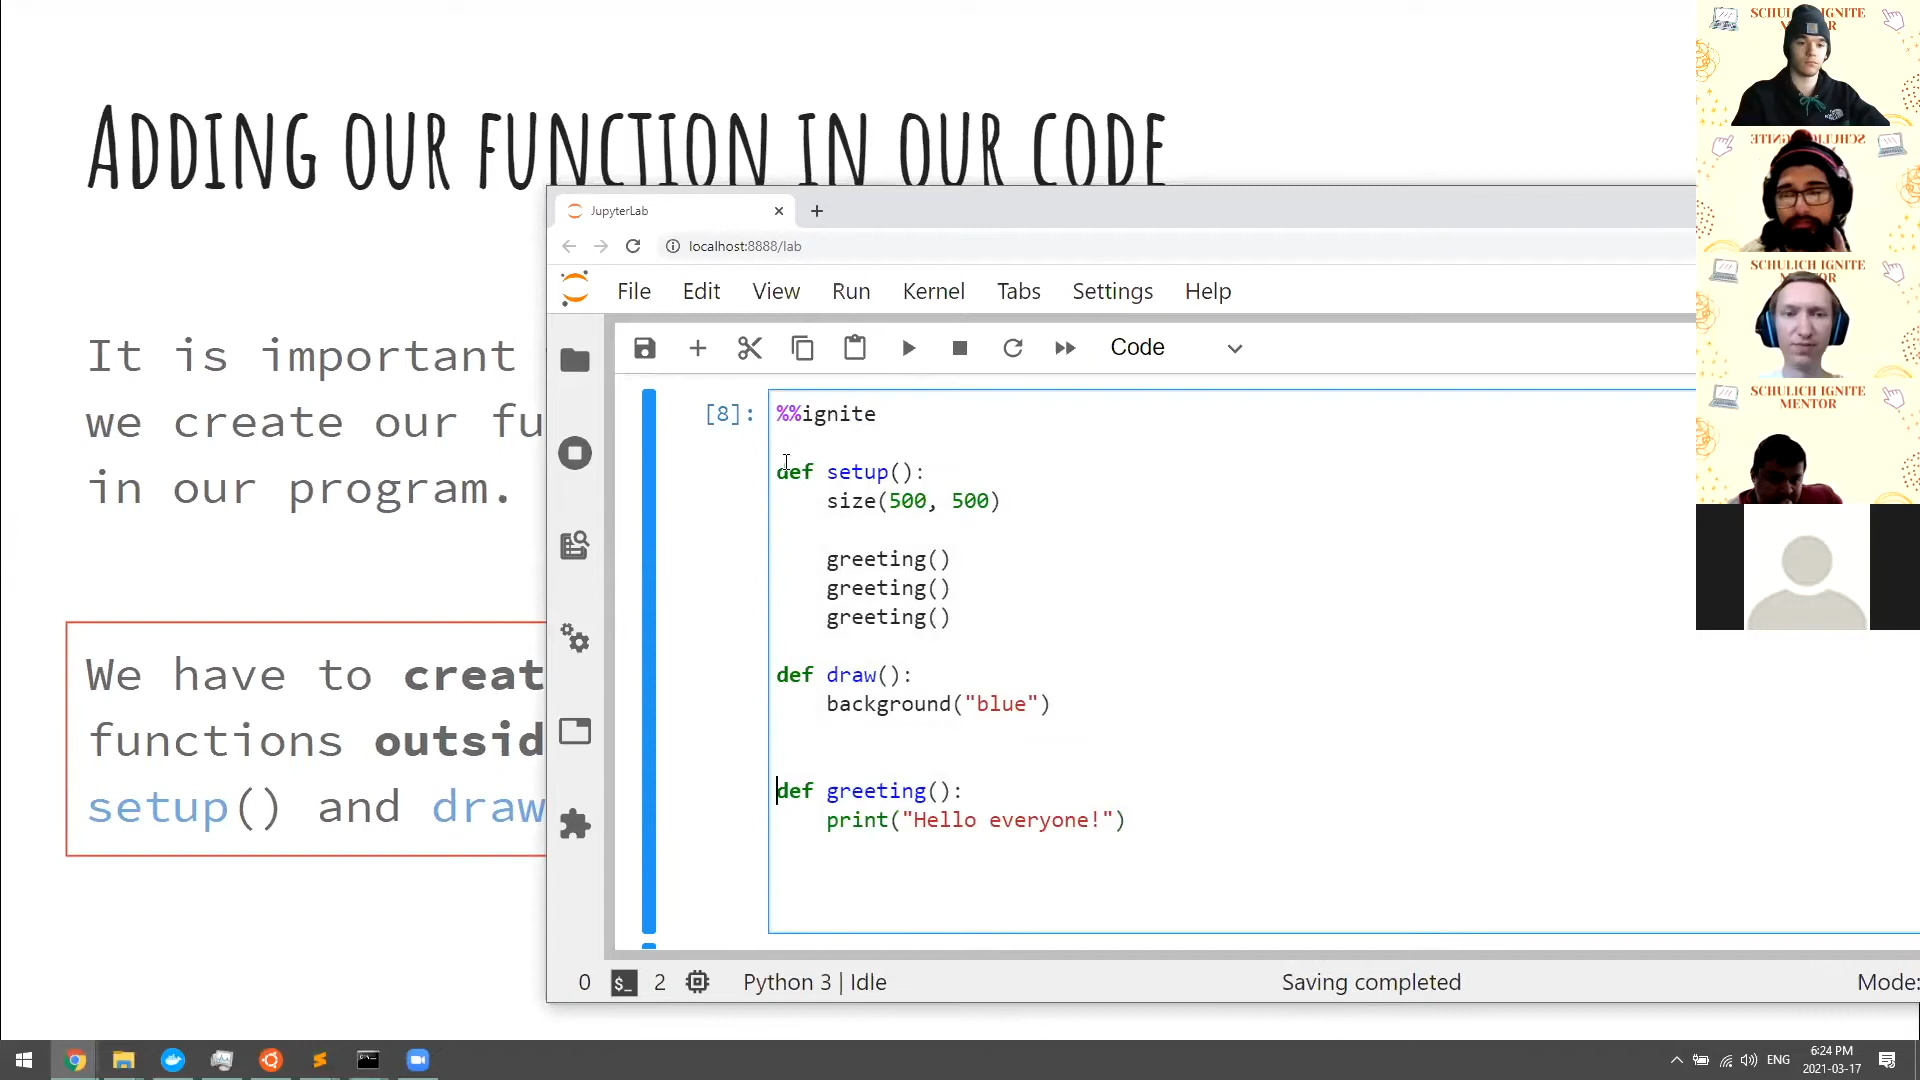 ADDING OUR FUNCTION IN OUR CODE
It is important
we create our fu
in our program.
We have to creat
functions outsid
setup() and draw
JupyterLab
localhost:8888/lab
File Edit View Run Kernel Tabs Settings Help
Code
[8]: %%ignite
def setup():
size(500, 500)
greeting()
greeting()
greeting()
def draw():
background("blue")
def greeting():
print("Hello everyone!")
0 $_ 2 Python 3 | Idle Saving completed Mode:
SCHULICH IGNITE
MENTOR
SCHULICH IGNITE
MENTOR
ENG
6:24 PM
2021-03-17